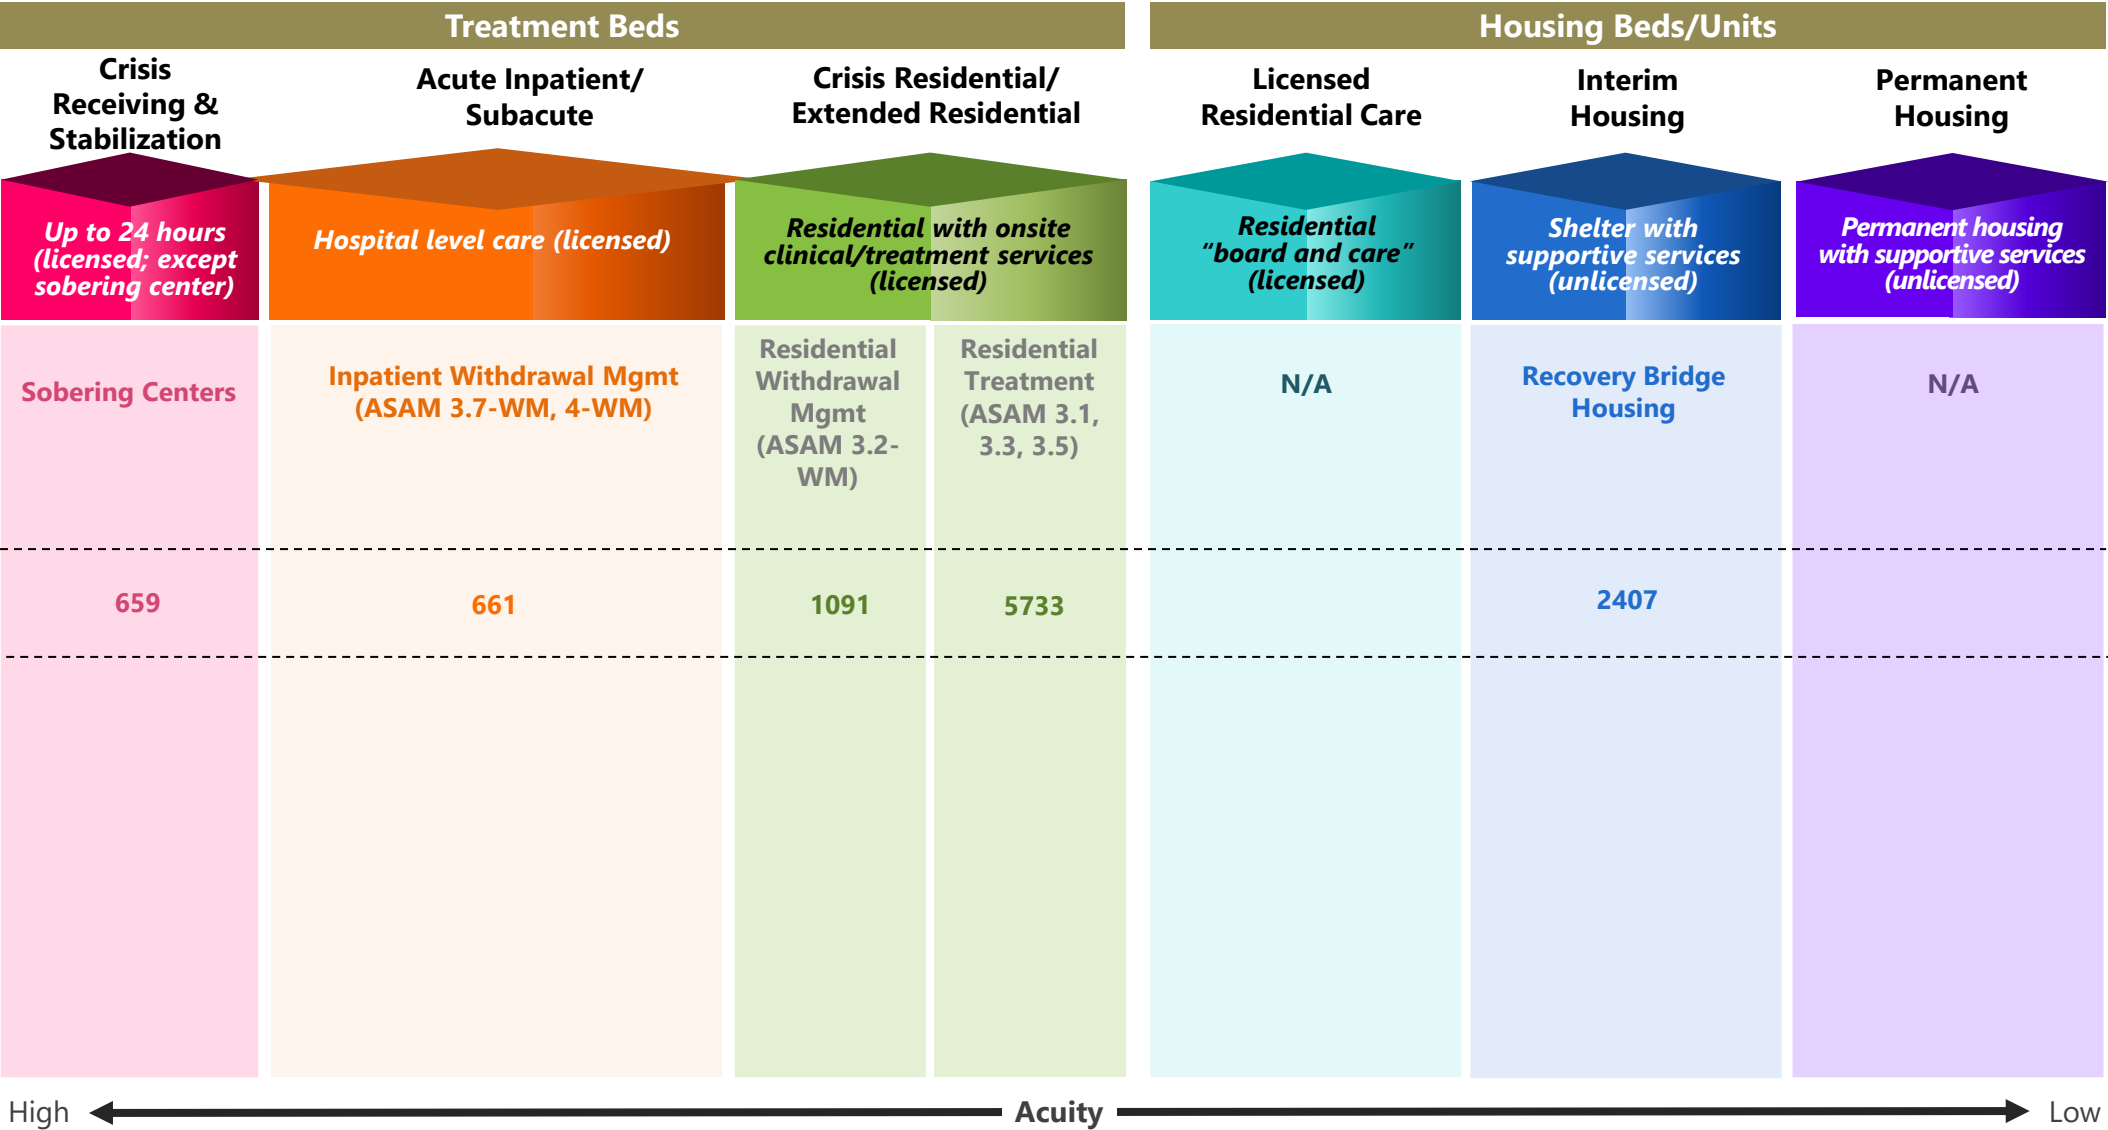 Treatment Beds
Housing Beds/Units
Crisis
Receiving &
Stabilization
Acute Inpatient/
Subacute
Crisis Residential/
Extended Residential
Licensed
Residential Care
Interim
Housing
Permanent
Housing
Up to 24 hours
(licensed; except
sobering center)
Hospital level care (licensed)
Residential with onsite
clinical/treatment services
(licensed)
Residential
“board and care”
(licensed)
Shelter with
supportive services
(unlicensed)
Permanent housing
with supportive services
(unlicensed)
Sobering Centers
Inpatient Withdrawal Mgmt
(ASAM 3.7-WM, 4-WM)
Residential
Withdrawal
Mgmt
(ASAM 3.2-
WM)
Residential
Treatment
(ASAM 3.1,
3.3, 3.5)
N/A
Recovery Bridge
Housing
N/A
659
661
1091
5733
2407
High
Acuity
Low